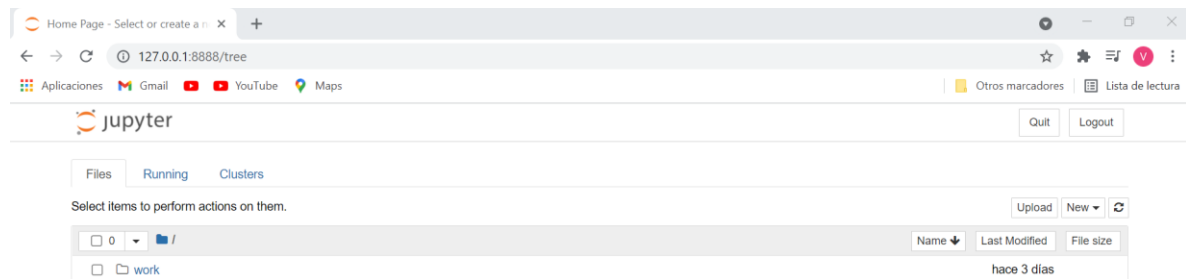 Home Page - Select or create a n
127.0.0.1:8888/tree
V
Aplicaciones Gmail YouTube Maps Otros marcadores Lista de lectura
jupyter Quit Logout
Files Running Clusters
Select items to perform actions on them. Upload New
0 / Name Last Modified File size
work hace 3 días